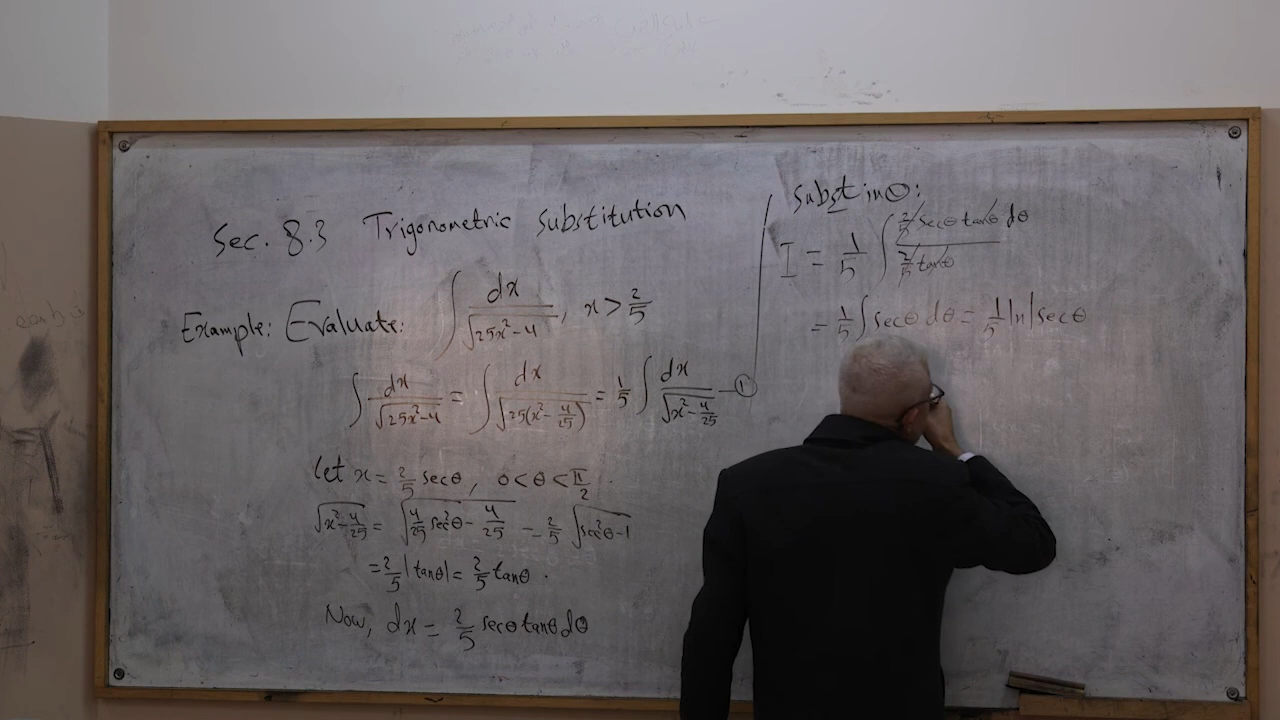 Sec. 8.3 Trigonometric Substitution
Example: Evaluate: ∫ dx / √(25x² - 4), x > 2/5
∫ dx / √(25x² - 4) = ∫ dx / √(25(x² - 4/25)) = 1/5 ∫ dx / √(x² - 4/25) — ①
let x = 2/5 secθ, 0 < θ < π/2.
√(x² - 4/25) = √(4/25 sec²θ - 4/25) = 2/5 √(sec²θ - 1)
= 2/5 |tanθ| = 2/5 tanθ.
Now, dx = 2/5 secθ tanθ dθ
Subst in ①:
I = 1/5 ∫ (2/5 secθ tanθ dθ) / (2/5 tanθ)
= 1/5 ∫ secθ dθ = 1/5 ln|secθ